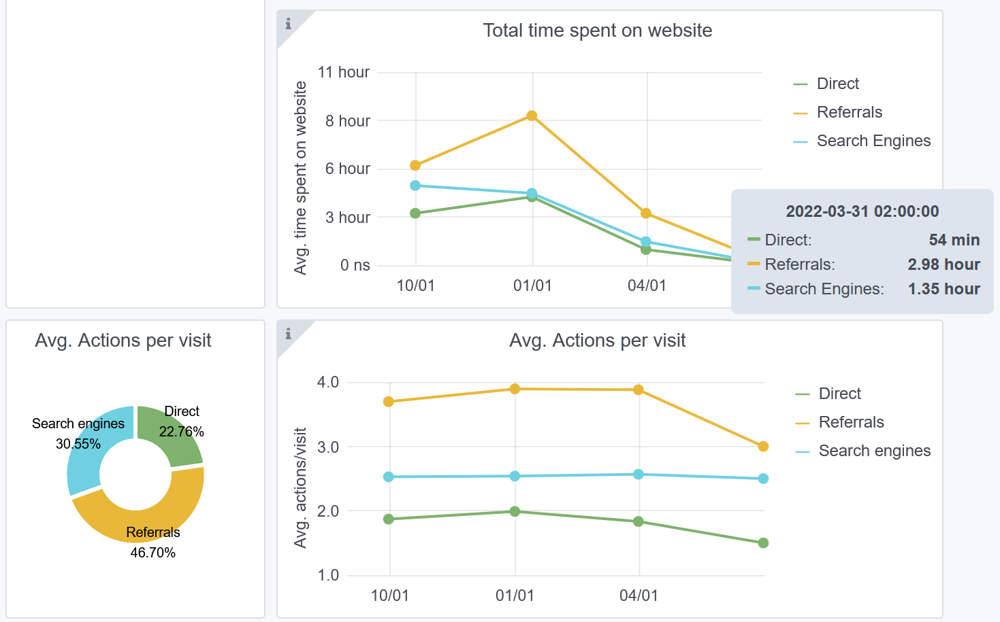 Total time spent on website
Avg. time spent on website
11 hour
8 hour
6 hour
3 hour
0 ns
10/01
01/01
04/01
Direct
Referrals
Search Engines
2022-03-31 02:00:00
Direct: 54 min
Referrals: 2.98 hour
Search Engines: 1.35 hour
Avg. Actions per visit
Search engines
30.55%
Direct
22.76%
Referrals
46.70%
Avg. Actions per visit
Avg. actions/visit
4.0
3.0
2.0
1.0
10/01
01/01
04/01
Direct
Referrals
Search engines